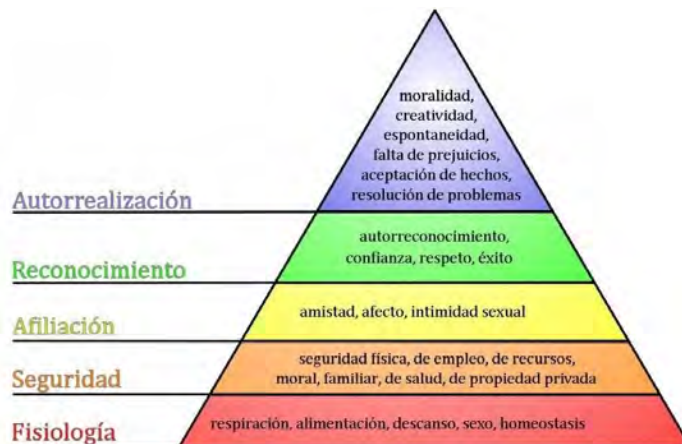 moralidad,
creatividad,
espontaneidad,
falta de prejuicios,
aceptación de hechos,
resolución de problemas
Autorrealización
autorreconocimiento,
confianza, respeto, éxito
Reconocimiento
amistad, afecto, intimidad sexual
Afiliación
seguridad física, de empleo, de recursos,
moral, familiar, de salud, de propiedad privada
Seguridad
respiración, alimentación, descanso, sexo, homeostasis
Fisiología